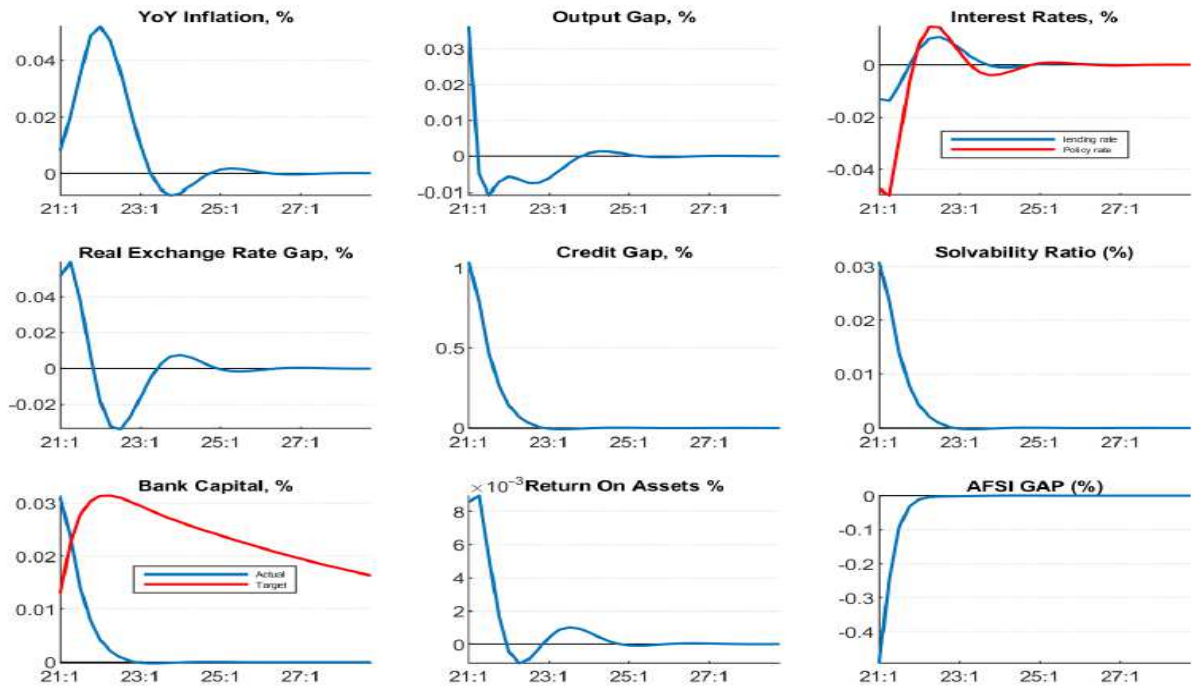 YoY Inflation, %
0.04
0.02
0
21:1 23:1 25:1 27:1
Output Gap, %
0.03
0.02
0.01
0
-0.01
21:1 23:1 25:1 27:1
Interest Rates, %
0
-0.02
-0.04
lending rate
Policy rate
21:1 23:1 25:1 27:1
Real Exchange Rate Gap, %
0.04
0.02
0
-0.02
21:1 23:1 25:1 27:1
Credit Gap, %
1
0.5
0
21:1 23:1 25:1 27:1
Solvability Ratio (%)
0.03
0.02
0.01
0
21:1 23:1 25:1 27:1
Bank Capital, %
0.03
0.02
0.01
0
Actual
Target
21:1 23:1 25:1 27:1
×10⁻³ Return On Assets %
8
6
4
2
0
21:1 23:1 25:1 27:1
AFSI GAP (%)
0
-0.1
-0.2
-0.3
-0.4
21:1 23:1 25:1 27:1